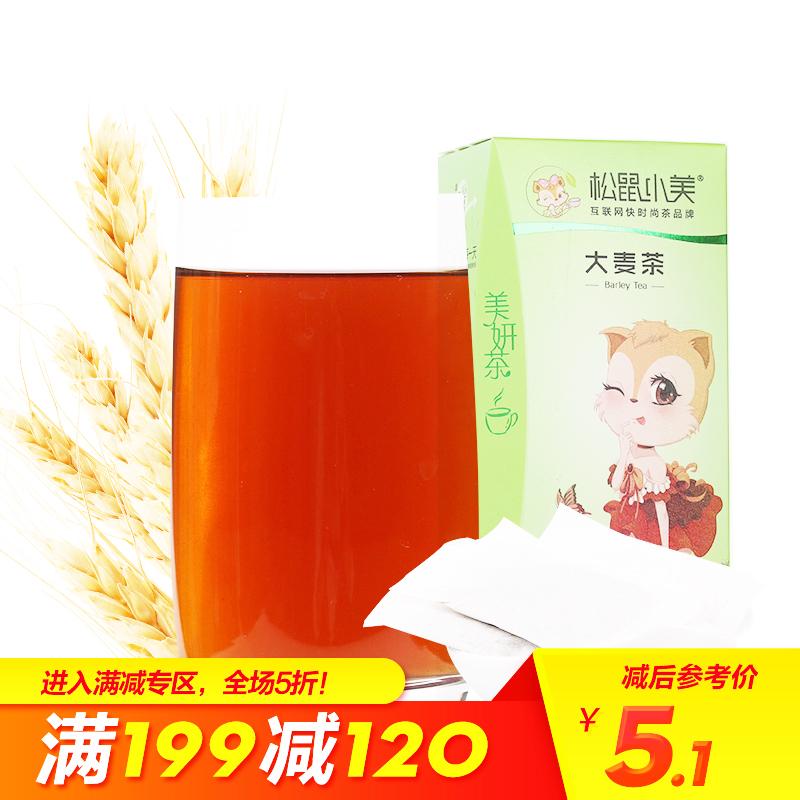 松鼠小美®
互联网快时尚茶品牌
大麦茶
Barley Tea
美妍茶
进入满减专区，全场5折！
满199减120
减后参考价
¥5.1